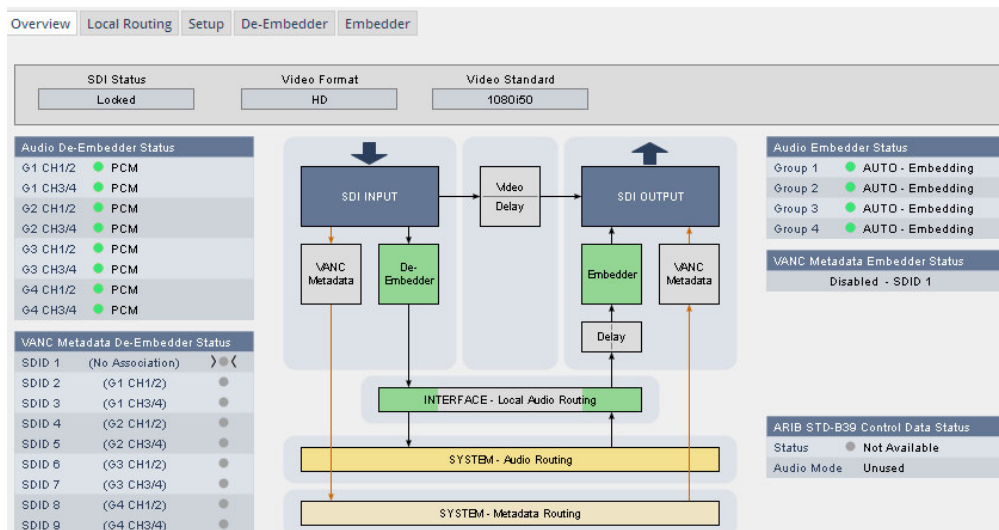 Overview Local Routing Setup De-Embedder Embedder
SDI Status Video Format Video Standard
Locked HD 1080i50
Audio De-Embedder Status
G1 CH1/2 PCM
G1 CH3/4 PCM
G2 CH1/2 PCM
G2 CH3/4 PCM
G3 CH1/2 PCM
G3 CH3/4 PCM
G4 CH1/2 PCM
G4 CH3/4 PCM
VANC Metadata De-Embedder Status
SDID 1 (No Association)
SDID 2 (G1 CH1/2)
SDID 3 (G1 CH3/4)
SDID 4 (G2 CH1/2)
SDID 5 (G2 CH3/4)
SDID 6 (G3 CH1/2)
SDID 7 (G3 CH3/4)
SDID 8 (G4 CH1/2)
SDID 9 (G4 CH3/4)
SDI INPUT
Video
Delay
SDI OUTPUT
VANC
Metadata
De-
Embedder
Embedder
VANC
Metadata
Delay
INTERFACE - Local Audio Routing
SYSTEM - Audio Routing
SYSTEM - Metadata Routing
Audio Embedder Status
Group 1 AUTO - Embedding
Group 2 AUTO - Embedding
Group 3 AUTO - Embedding
Group 4 AUTO - Embedding
VANC Metadata Embedder Status
Disabled - SDID 1
ARIB STD-B39 Control Data Status
Status Not Available
Audio Mode Unused